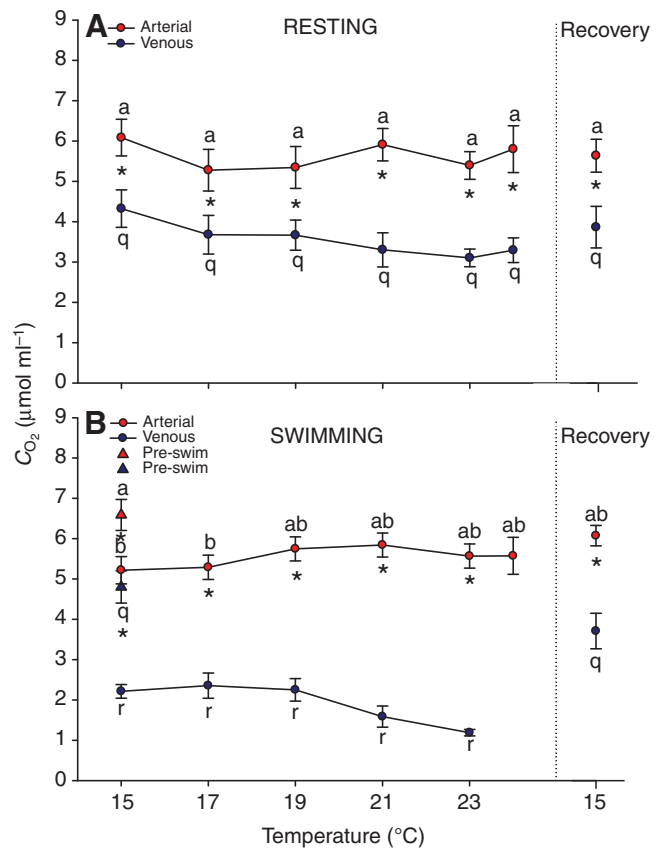 A
Arterial
Venous
RESTING
Recovery
9
8
7
6
5
4
3
2
1
0
a a a a a a a
* * * * * * *
q q q q q q q
C_O2 (μmol ml–1)
B
Arterial
Venous
Pre-swim
Pre-swim
SWIMMING
Recovery
9
8
7
6
5
4
3
2
1
0
a
*
b b ab ab ab ab ab
* * * * *
q
*
r r r r r q
15 17 19 21 23 15
Temperature (°C)